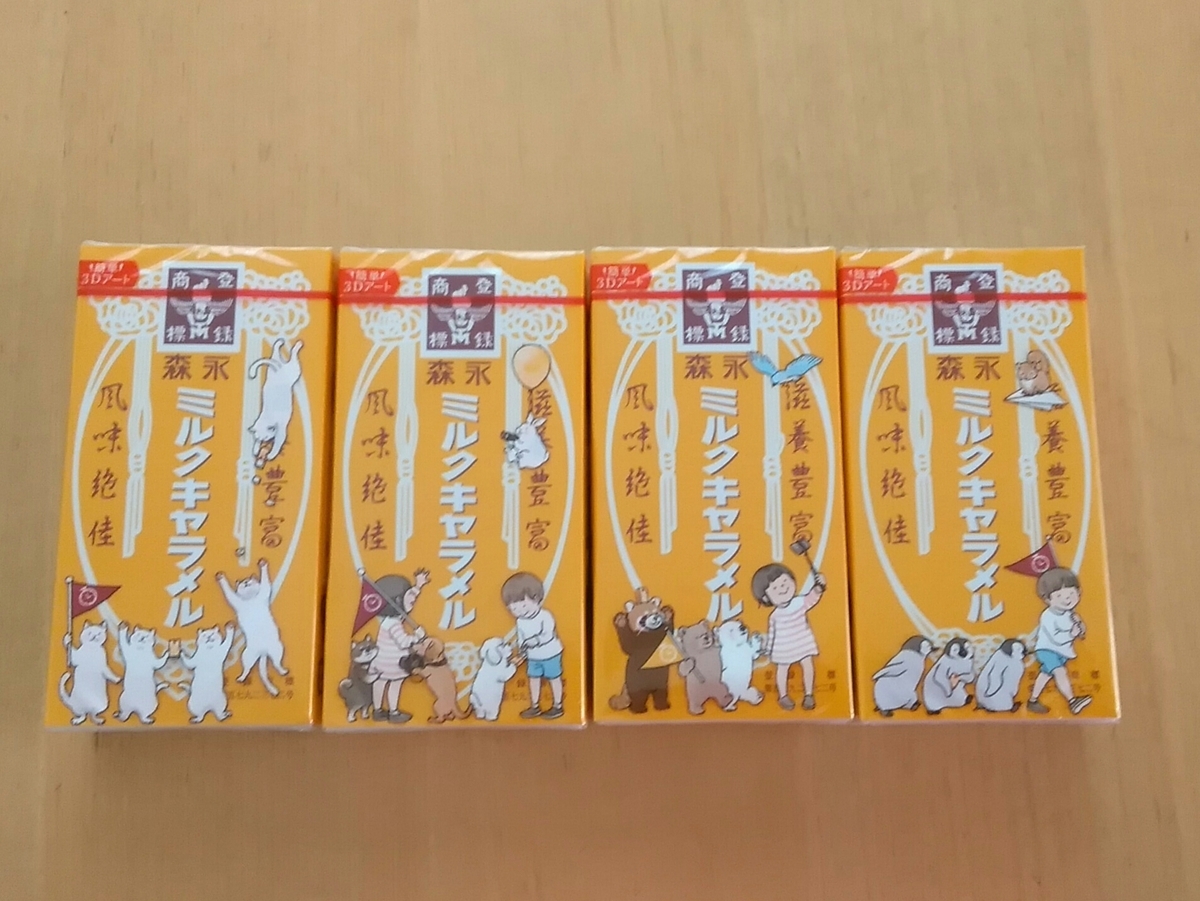 簡単!
3Dアート
登録
商標
森永
豊富
ミルクキャラメル
風味絶佳
簡単!
3Dアート
登録
商標
森永
滋
豊富
ミルクキャラメル
風味絶佳
簡単!
3Dアート
登録
商標
森永
滋養豊富
ミルクキャラメル
風味絶佳
簡単!
3Dアート
登録
商標
森永
養豊富
ミルクキャラメル
風味絶佳